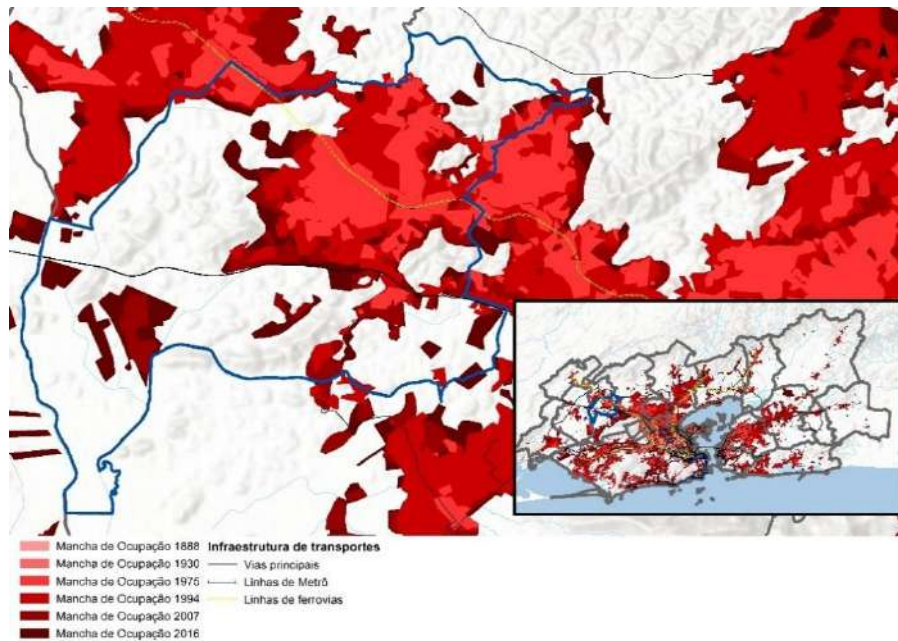 Mancha de Ocupação 1888
Mancha de Ocupação 1930
Mancha de Ocupação 1975
Mancha de Ocupação 1994
Mancha de Ocupação 2007
Mancha de Ocupação 2016
Infraestrutura de transportes
Vias principais
Linhas de Metrô
Linhas de ferrovias